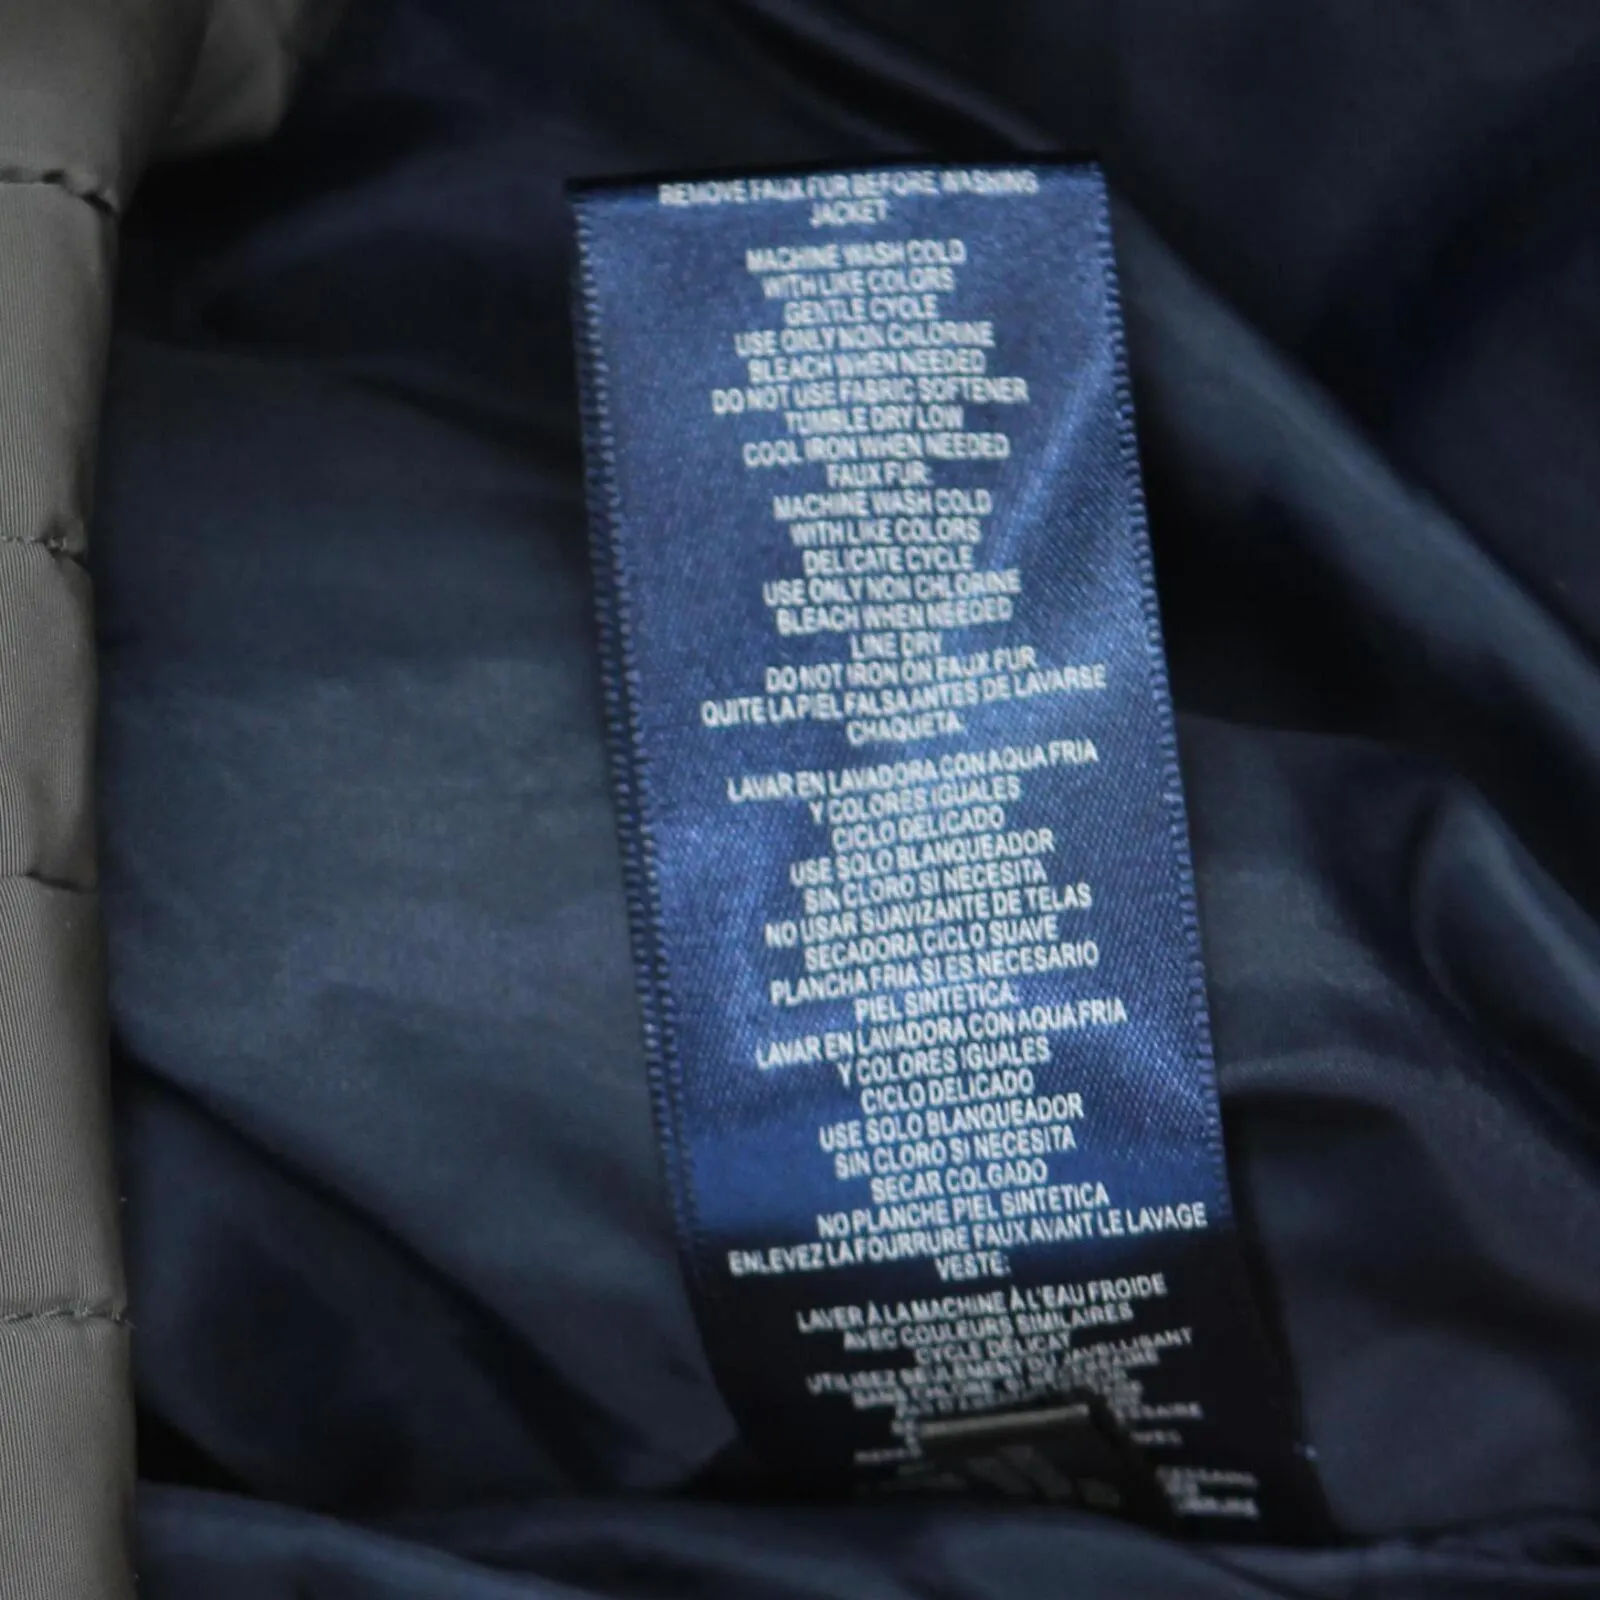 REMOVE FAUX FUR BEFORE WASHING
JACKET
MACHINE WASH COLD
WITH LIKE COLORS
GENTLE CYCLE
USE ONLY NON CHLORINE
BLEACH WHEN NEEDED
DO NOT USE FABRIC SOFTENER
TUMBLE DRY LOW
COOL IRON WHEN NEEDED
FAUX FUR:
MACHINE WASH COLD
WITH LIKE COLORS
DELICATE CYCLE
USE ONLY NON CHLORINE
BLEACH WHEN NEEDED
LINE DRY
DO NOT IRON ON FAUX FUR
QUITE LA PIEL FALSA ANTES DE LAVARSE
CHAQUETA:
LAVAR EN LAVADORA CON AQUA FRIA
Y COLORES IGUALES
CICLO DELICADO
USE SOLO BLANQUEADOR
SIN CLORO SI NECESITA
NO USAR SUAVIZANTE DE TELAS
SECADORA CICLO SUAVE
PLANCHA FRIA SI ES NECESARIO
PIEL SINTETICA:
LAVAR EN LAVADORA CON AQUA FRIA
Y COLORES IGUALES
CICLO DELICADO
USE SOLO BLANQUEADOR
SIN CLORO SI NECESITA
SECAR COLGADO
NO PLANCHE PIEL SINTETICA
ENLEVEZ LA FOURRURE FAUX AVANT LE LAVAGE
VESTE:
LAVER À LA MACHINE À L'EAU FROIDE
AVEC COULEURS SIMILAIRES
CYCLE DÉLICAT
UTILISEZ SEULEMENT DU JAVELLISANT
SANS CHLORE, SI